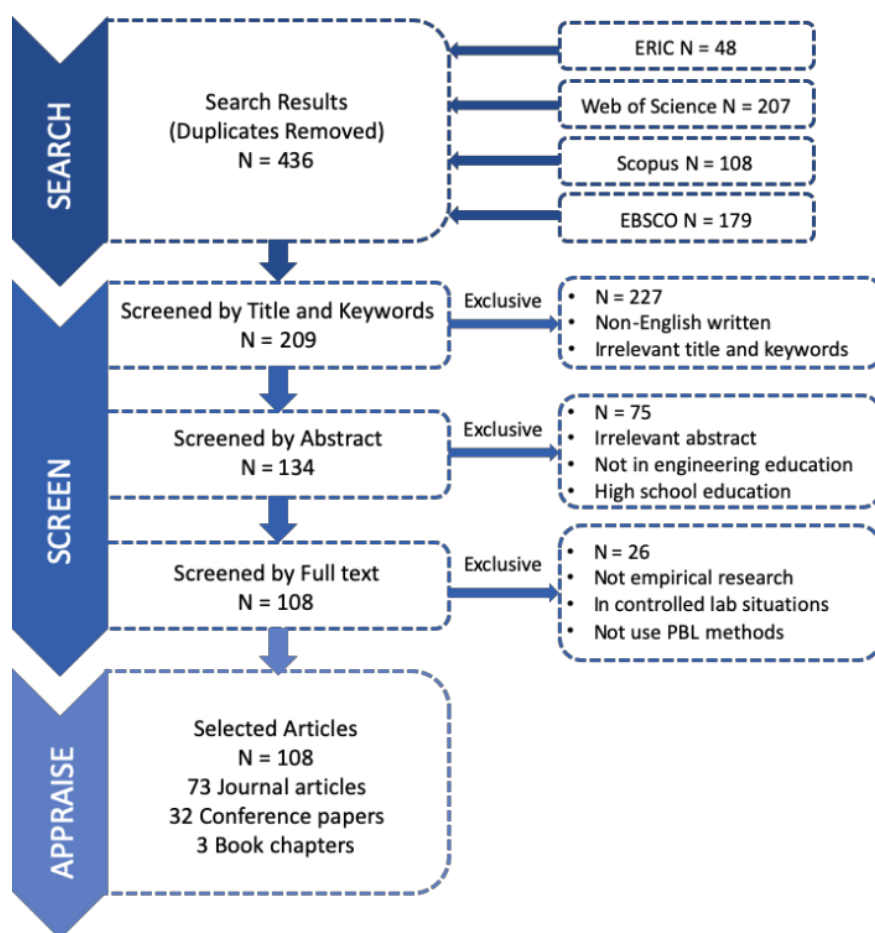 SEARCH
Search Results
(Duplicates Removed)
N = 436
ERIC N = 48
Web of Science N = 207
Scopus N = 108
EBSCO N = 179
SCREEN
Screened by Title and Keywords
N = 209
Exclusive
• N = 227
• Non-English written
• Irrelevant title and keywords
Screened by Abstract
N = 134
Exclusive
• N = 75
• Irrelevant abstract
• Not in engineering education
• High school education
Screened by Full text
N = 108
Exclusive
• N = 26
• Not empirical research
• In controlled lab situations
• Not use PBL methods
APPRAISE
Selected Articles
N = 108
73 Journal articles
32 Conference papers
3 Book chapters